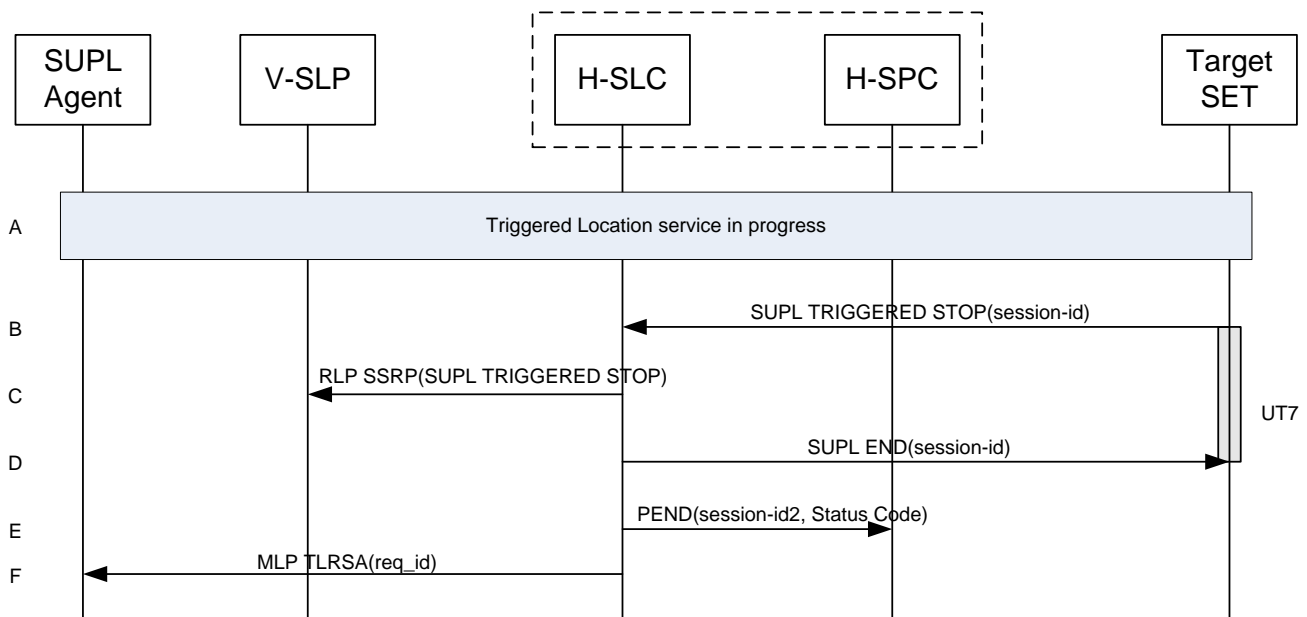 SUPL
Agent
V-SLP
H-SLC
H-SPC
Target
SET
A
Triggered Location service in progress
B
SUPL TRIGGERED STOP(session-id)
C
RLP SSRP(SUPL TRIGGERED STOP)
UT7
D
SUPL END(session-id)
E
PEND(session-id2, Status Code)
F
MLP TLRSA(req_id)